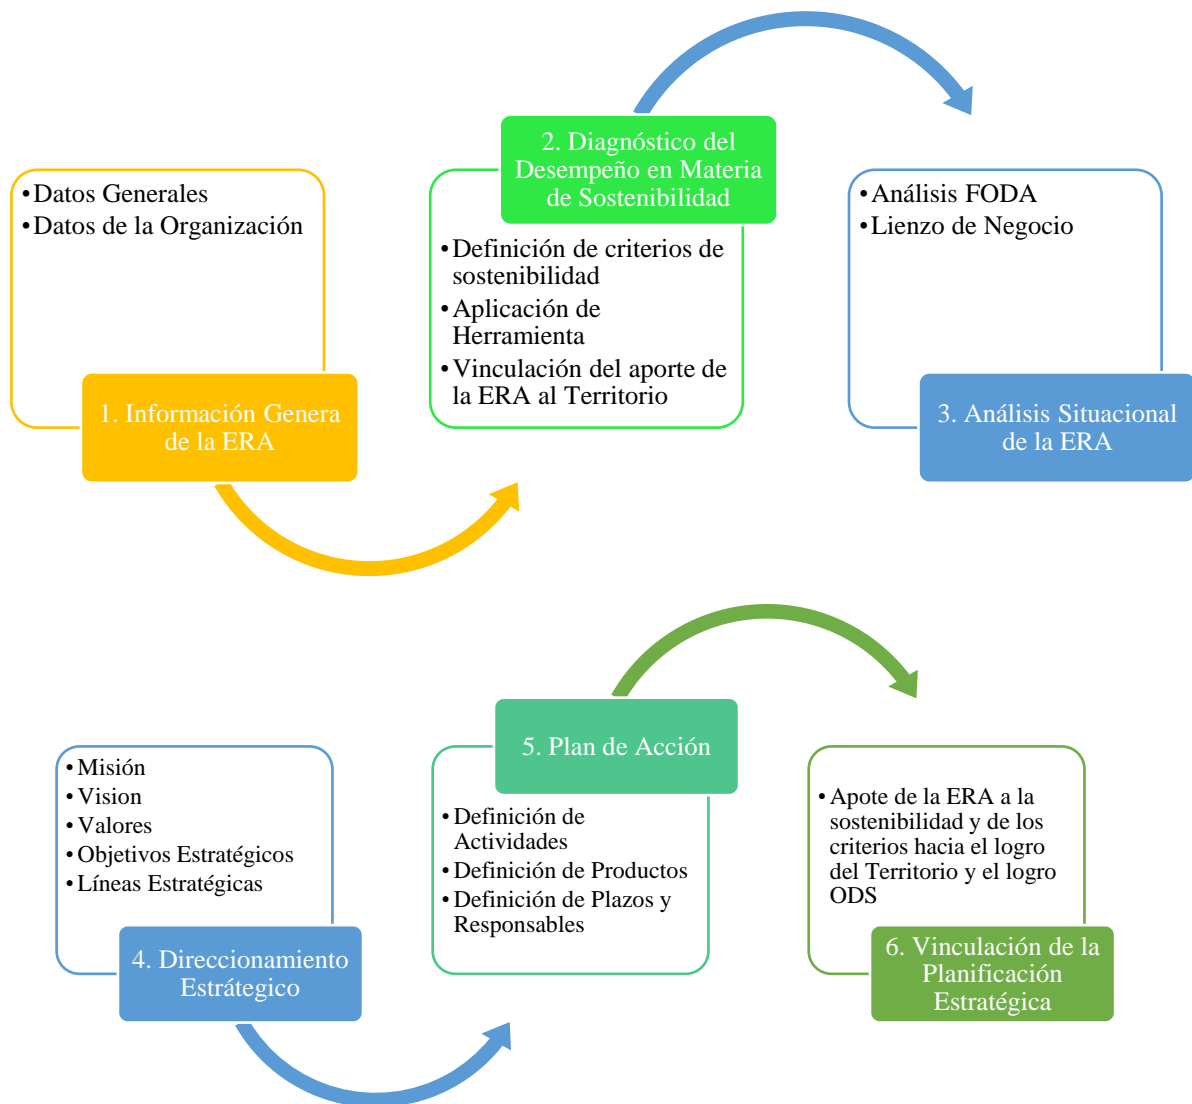 •Datos Generales
•Datos de la Organización
1. Información Genera
de la ERA
2. Diagnóstico del
Desempeño en Materia
de Sostenibilidad
•Definición de criterios de
sostenibilidad
•Aplicación de
Herramienta
•Vinculación del aporte de
la ERA al Territorio
•Análisis FODA
•Lienzo de Negocio
3. Análisis Situacional
de la ERA
•Misión
•Vision
•Valores
•Objetivos Estratégicos
•Líneas Estratégicas
4. Direccionamiento
Estrátegico
5. Plan de Acción
•Definición de
Actividades
•Definición de Productos
•Definición de Plazos y
Responsables
•Apote de la ERA a la
sostenibilidad y de los
criterios hacia el logro
del Territorio y el logro
ODS
6. Vinculación de la
Planificación
Estratégica